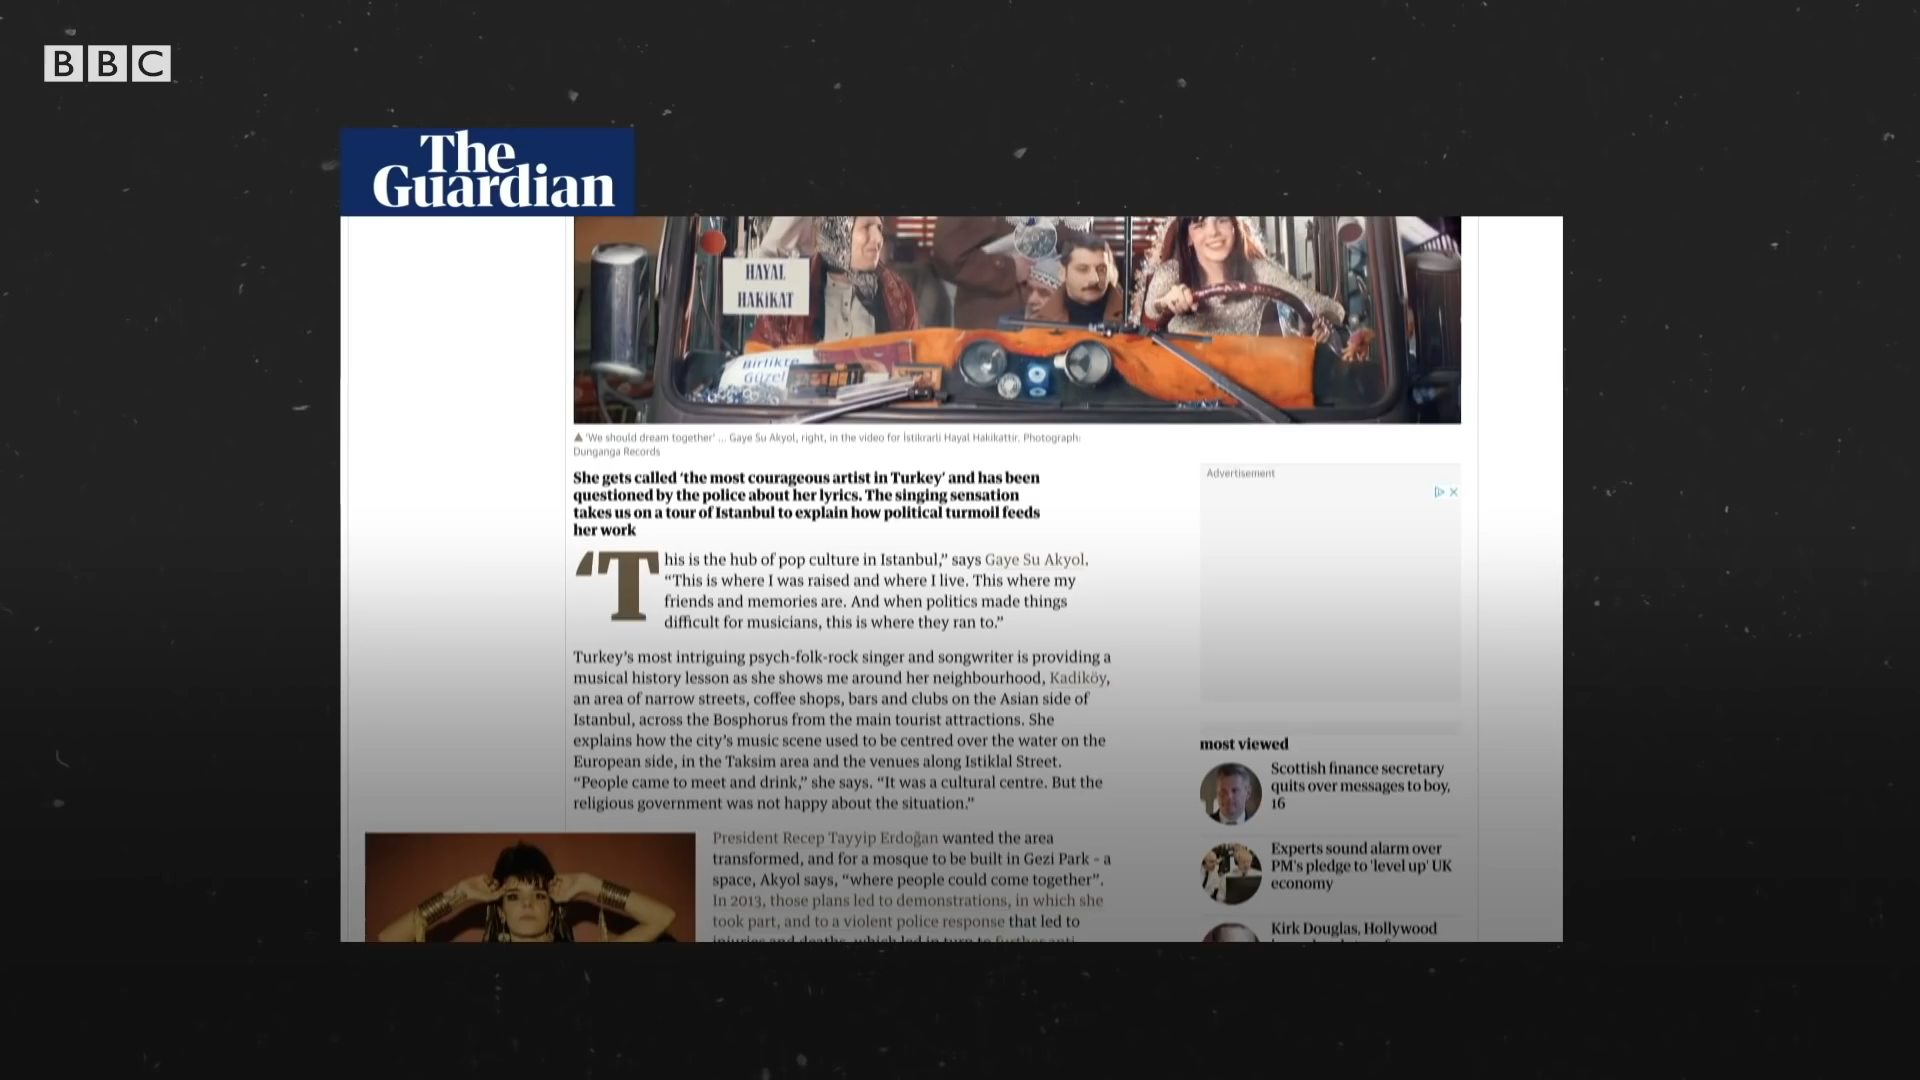 BBC
The
Guardian
HAYAL
HAKİKAT
Birlikte
Güzel
▲ 'We should dream together' ... Gaye Su Akyol, right, in the video for İstikrarli Hayal Hakikattir. Photograph:
Dunganga Records
She gets called ‘the most courageous artist in Turkey’ and has been
questioned by the police about her lyrics. The singing sensation
takes us on a tour of Istanbul to explain how political turmoil feeds
her work
‘This is the hub of pop culture in Istanbul,” says Gaye Su Akyol.
“This is where I was raised and where I live. This where my
friends and memories are. And when politics made things
difficult for musicians, this is where they ran to.”
Turkey’s most intriguing psych-folk-rock singer and songwriter is providing a
musical history lesson as she shows me around her neighbourhood, Kadiköy,
an area of narrow streets, coffee shops, bars and clubs on the Asian side of
Istanbul, across the Bosphorus from the main tourist attractions. She
explains how the city’s music scene used to be centred over the water on the
European side, in the Taksim area and the venues along Istiklal Street.
“People came to meet and drink,” she says. “It was a cultural centre. But the
religious government was not happy about the situation.”
President Recep Tayyip Erdoğan wanted the area
transformed, and for a mosque to be built in Gezi Park – a
space, Akyol says, “where people could come together”.
In 2013, those plans led to demonstrations, in which she
took part, and to a violent police response that led to
injuries and deaths, which led in turn to further anti
Advertisement
most viewed
Scottish finance secretary
quits over messages to boy,
16
Experts sound alarm over
PM's pledge to 'level up' UK
economy
Kirk Douglas, Hollywood